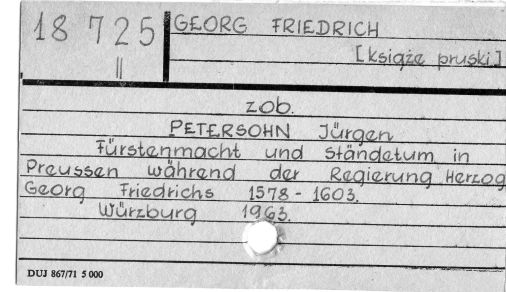 18 725
II
GEORG FRIEDRICH
[książę pruski]
zob.
PETERSOHN Jürgen
Fürstenmacht und Ständetum in
Preussen während der Regierung Herzog
Georg Friedrichs 1578 - 1603.
Würzburg 1963.
DUJ 867/71 5 000